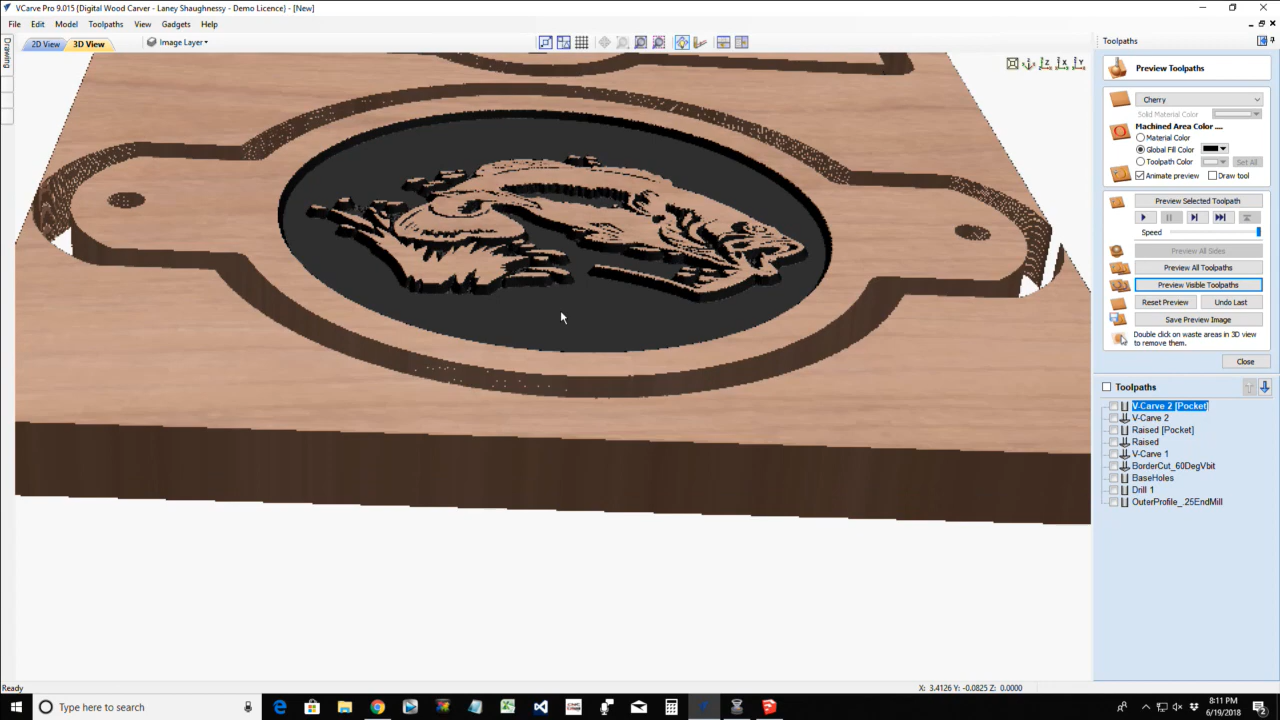 VCarve Pro 9.015 {Digital Wood Carver - Laney Shaughnessy - Demo Licence} - [New]
File Edit Model Toolpaths View Gadgets Help
2D View 3D View Image Layer
Drawing
Toolpaths
Preview Toolpaths
Cherry
Solid Material Color
Machined Area Color ....
Material Color
Global Fill Color
Toolpath Color Set All
Animate preview Draw tool
Preview Selected Toolpath
Speed
Preview All Sides
Preview All Toolpaths
Preview Visible Toolpaths
Reset Preview Undo Last
Save Preview Image
Double click on waste areas in 3D view
to remove them.
Close
Toolpaths
V-Carve 2 [Pocket]
V-Carve 2
Raised [Pocket]
Raised
V-Carve 1
BorderCut_60DegVbit
BaseHoles
Drill 1
OuterProfile_.25EndMill
Ready X: 3.4126 Y: -0.0825 Z: 0.0000
Type here to search
8:11 PM
6/19/2018
2